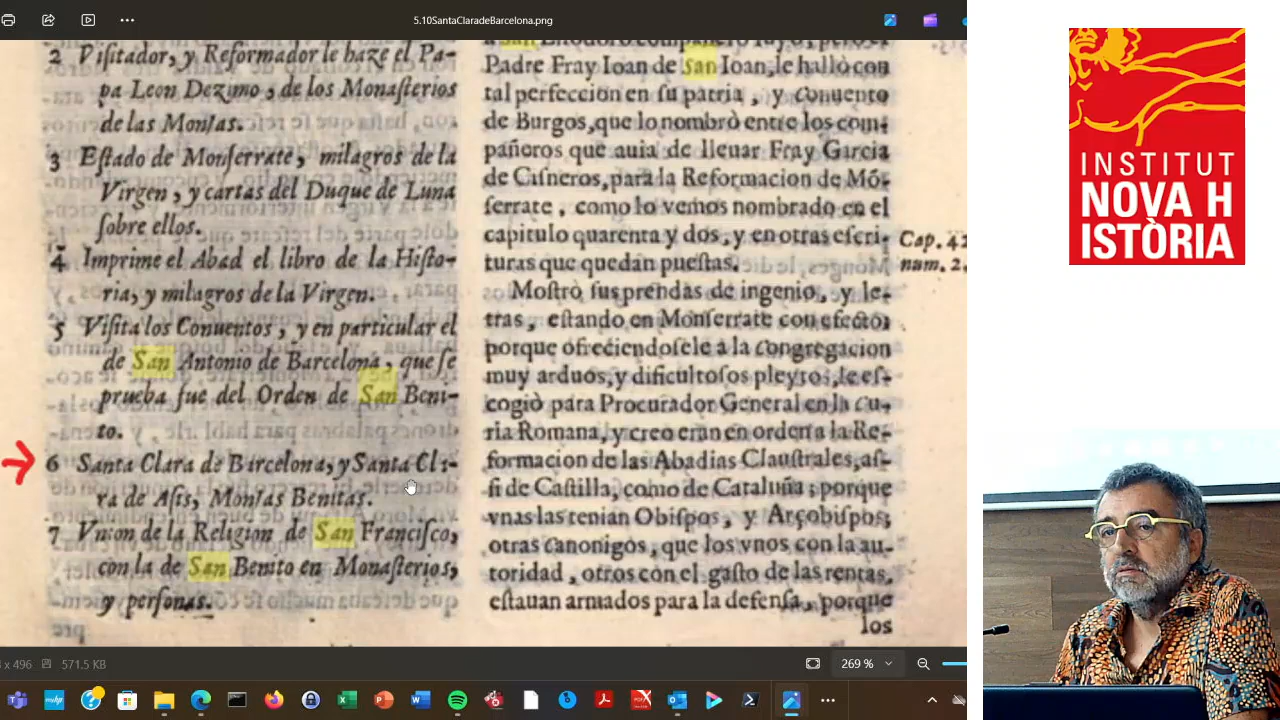 5.10SantaClaradeBarcelona.png
2 Viſitador, y Reformador le haze el Pa-
pa Leon Dezimo, de los Monaſterios
de las Monjas.
3 Eſtado de Monſerrate, milagros de la
Virgen, y cartas del Duque de Luna
ſobre ellos.
4 Imprime el Abad el libro de la Hiſto-
ria, y milagros de la Virgen.
5 Viſita los Conuentos, y en particular el
de San Antonio de Barcelona, que ſe
prueba fue del Orden de San Beni-
to.
6 Santa Clara de Barcelona, y Santa Cla-
ra de Aſis, Monjas Benitas.
7 Vnion de la Religion de San Franciſco,
con la de San Benito en Monaſterios,
y perſonas.
Padre Fray Ioan de San Ioan, le hallò con
tal perfeccion en ſu patria, y conuento
de Burgos, que lo nombrò entre los com-
pañeros que auia de lleuar Fray Garcia
de Ciſneros, para la Reformacion de Mõ-
ſerrate, como lo vemos nombrado en el
capitulo quarenta y dos, y en otras eſcri-
turas que quedan pueſtas.
Cap. 42
num. 2.
Moſtrò ſus prendas de ingenio, y le-
tras, eſtando en Monſerrate con efecto;
porque ofreciendoſele a la congregacion
muy arduos, y dificultoſos pleytos, le eſ-
cogiò para Procurador General en la cu-
ria Romana, y creo eran en orden a la Re-
formacion de las Abadias Clauſtrales, aſ-
ſi de Caſtilla, como de Cataluña; porque
vnas las tenian Obiſpos, y Arçobiſpos;
otras canonigos, que los vnos con la au-
toridad, otros con el gaſto de las rentas,
eſtauan armados para la defenſa, porque
los
x 496
571.5 KB
269 %
INSTITUT
NOVA H
ISTÒRIA